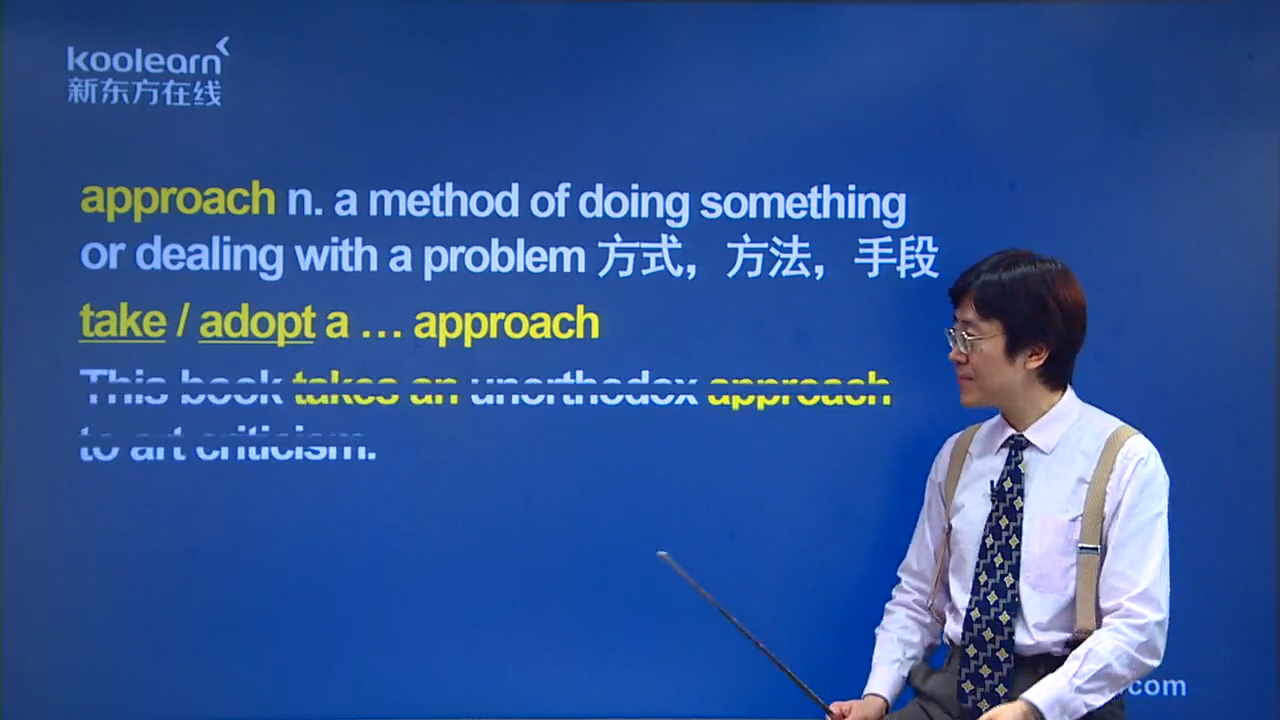 koolearn
新东方在线
approach n. a method of doing something
or dealing with a problem 方式，方法，手段
take / adopt a … approach
This book takes an unorthodox approach
to art criticism.
.com